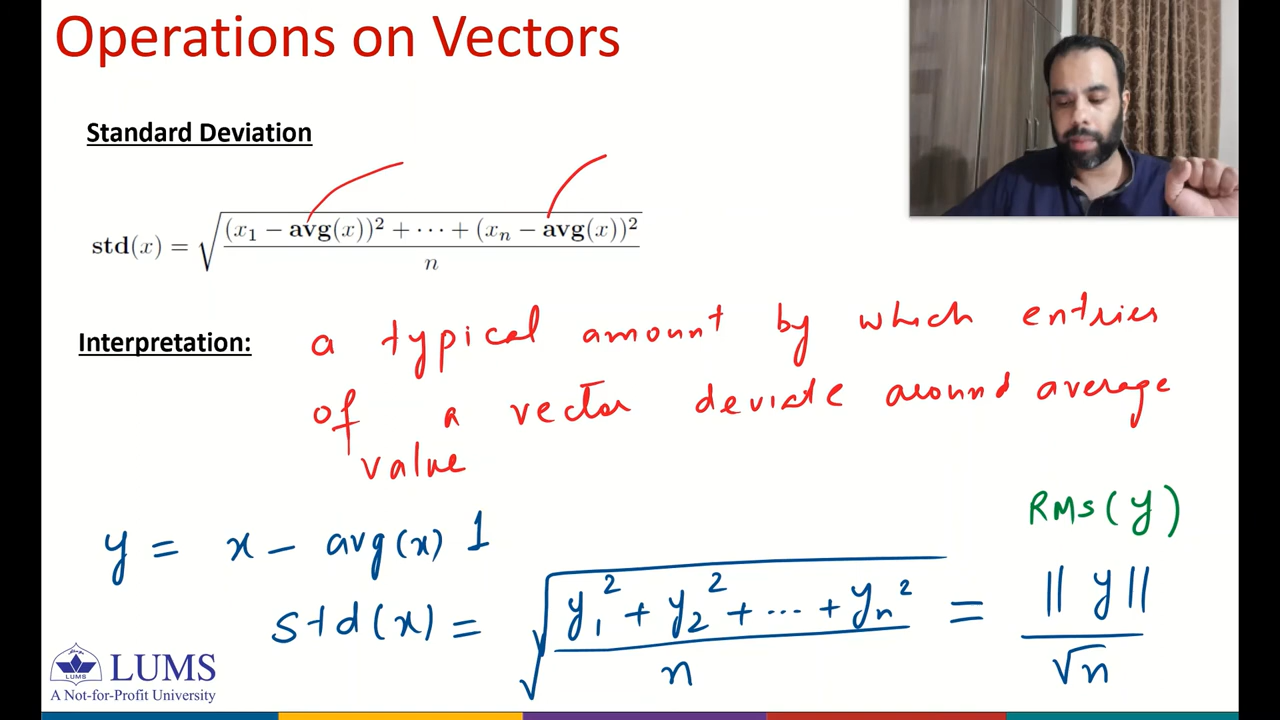 Operations on Vectors
Standard Deviation
std(x) = √(((x₁ − avg(x))² + ⋯ + (xₙ − avg(x))²) / n)
Interpretation:
a typical amount by which entries
of a vector deviate around average
value
RMS(y)
y = x − avg(x) 1
std(x) = √((y₁² + y₂² + ⋯ + yₙ²) / n) = ‖y‖ / √n
LUMS
LUMS
A Not-for-Profit University